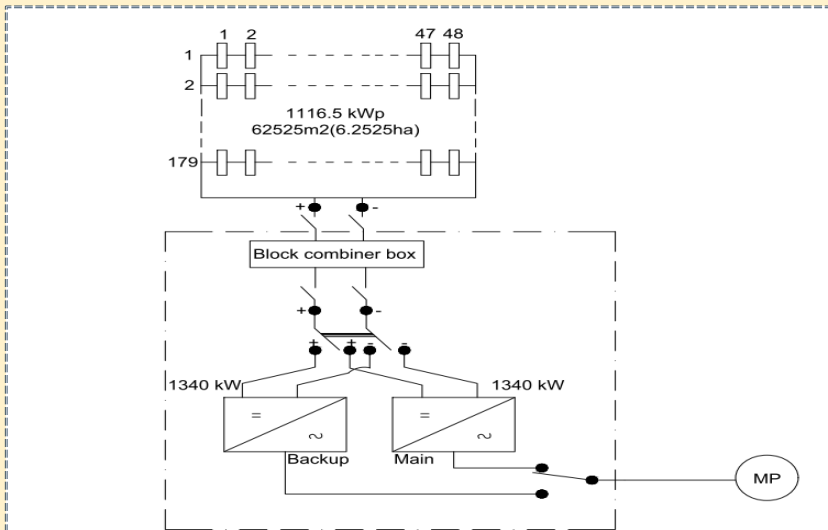 1 2 47 48
1
2
1116.5 kWp
62525m2(6.2525ha)
179
+ -
Block combiner box
+ -
+ + - -
1340 kW 1340 kW
= =
~ ~
Backup Main
MP